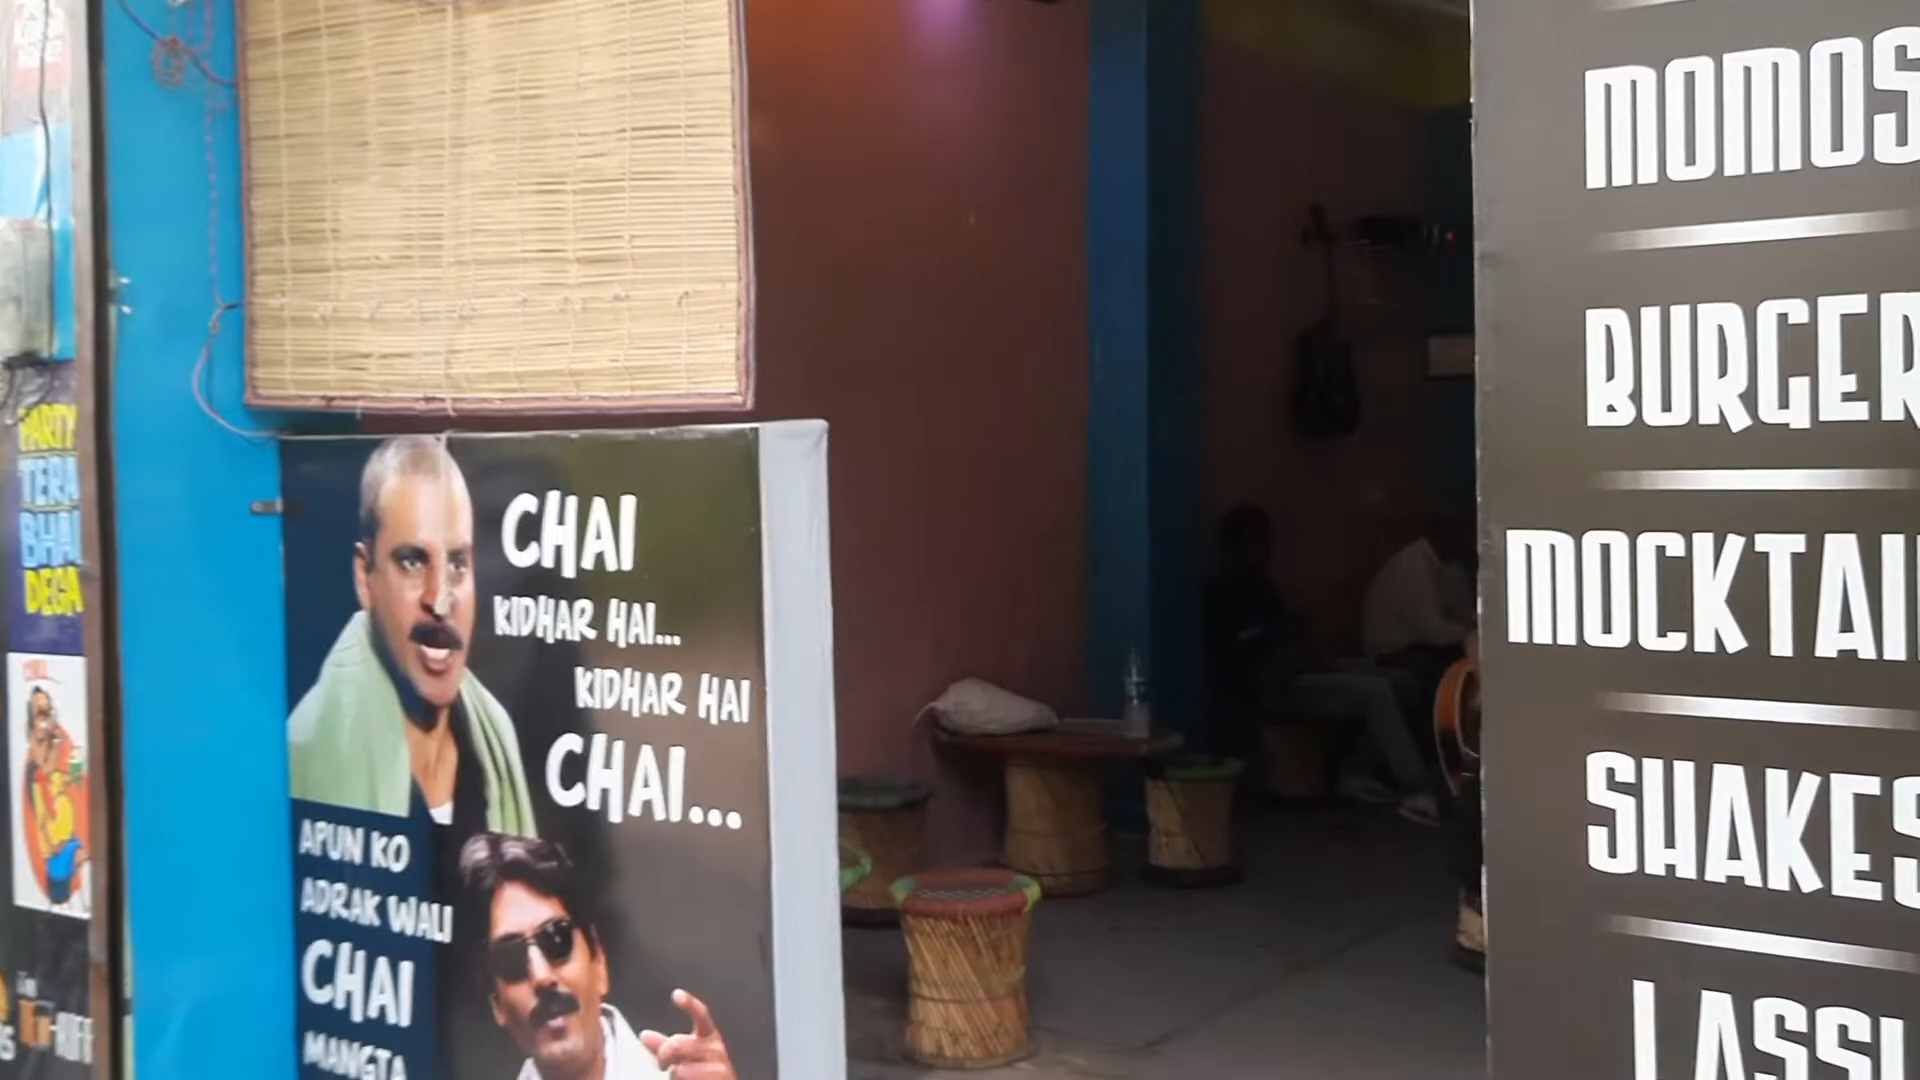 PARTY
TERA
BHAI
DEGA
CHAI
KIDHAR HAI...
KIDHAR HAI
CHAI...
APUN KO
ADRAK WALI
CHAI
MANGTA
MOMOS
BURGER
MOCKTAIL
SHAKES
LASSI